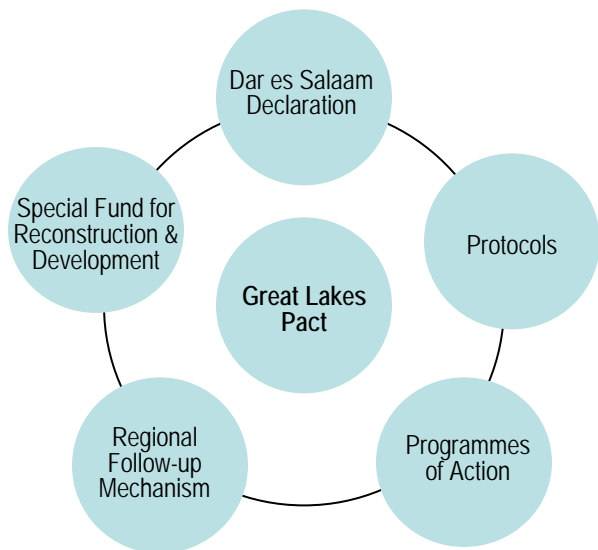 Dar es Salaam
Declaration
Special Fund for
Reconstruction &
Development
Protocols
Great Lakes
Pact
Regional
Follow-up
Mechanism
Programmes
of Action